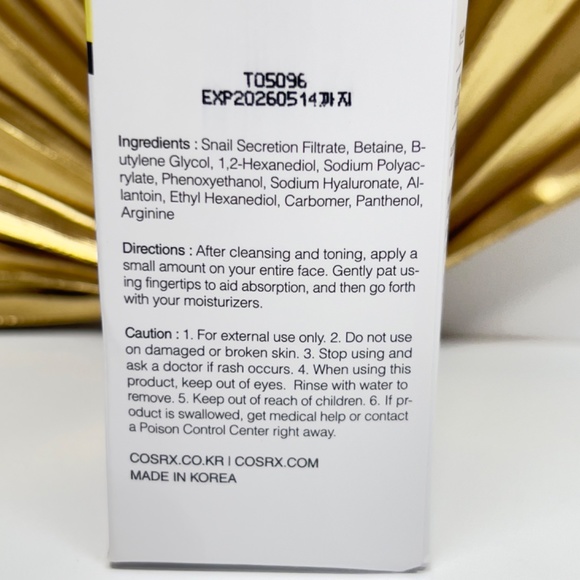 T05096
EXP20260514까지
Ingredients : Snail Secretion Filtrate, Betaine, B-
utylene Glycol, 1,2-Hexanediol, Sodium Polyac-
rylate, Phenoxyethanol, Sodium Hyaluronate, Al-
lantoin, Ethyl Hexanediol, Carbomer, Panthenol,
Arginine
Directions : After cleansing and toning, apply a
small amount on your entire face. Gently pat us-
ing fingertips to aid absorption, and then go forth
with your moisturizers.
Caution : 1. For external use only. 2. Do not use
on damaged or broken skin. 3. Stop using and
ask a doctor if rash occurs. 4. When using this
product, keep out of eyes. Rinse with water to
remove. 5. Keep out of reach of children. 6. If pr-
oduct is swallowed, get medical help or contact
a Poison Control Center right away.
COSRX.CO.KR I COSRX.COM
MADE IN KOREA